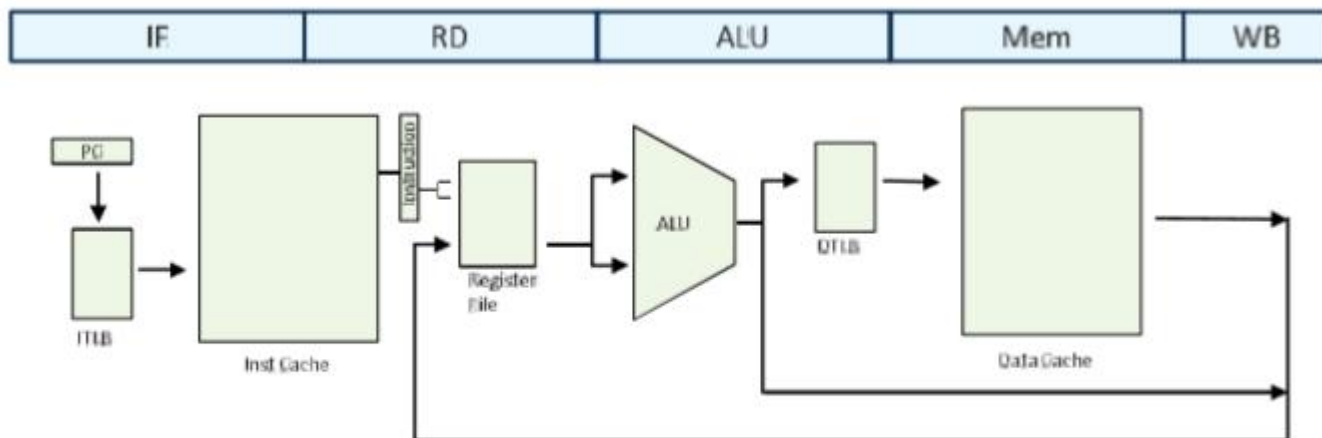 IF
RD
ALU
Mem
WB
PC
Instruction
ALU
DTLB
Register
File
ITLB
Inst Cache
Data Cache